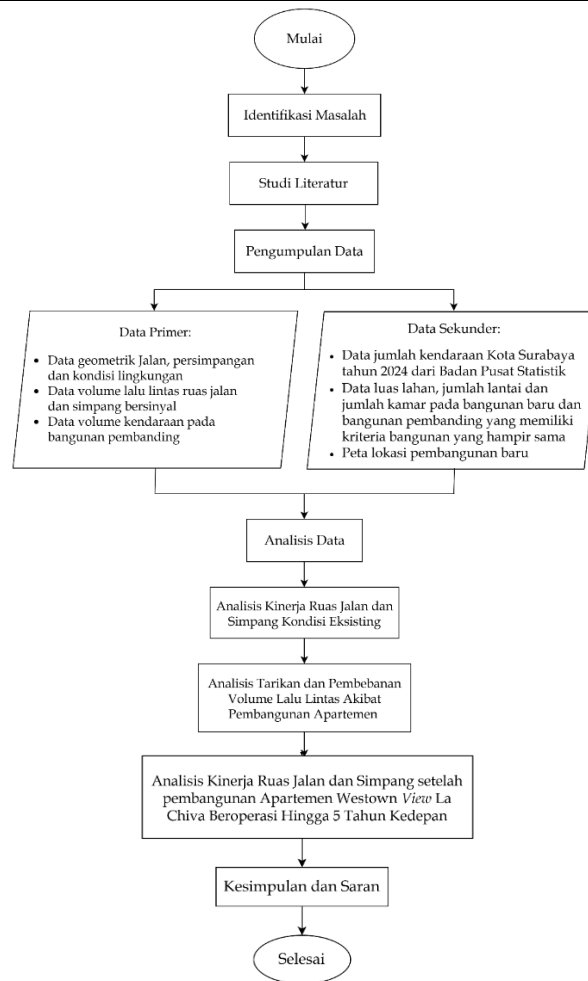 Mulai
Identifikasi Masalah
Studi Literatur
Pengumpulan Data
Data Primer:
• Data geometrik Jalan, persimpangan
dan kondisi lingkungan
• Data volume lalu lintas ruas jalan
dan simpang bersinyal
• Data volume kendaraan pada
bangunan pembanding
Data Sekunder:
• Data jumlah kendaraan Kota Surabaya
tahun 2024 dari Badan Pusat Statistik
• Data luas lahan, jumlah lantai dan
jumlah kamar pada bangunan baru dan
bangunan pembanding yang memiliki
kriteria bangunan yang hampir sama
• Peta lokasi pembangunan baru
Analisis Data
Analisis Kinerja Ruas Jalan dan
Simpang Kondisi Eksisting
Analisis Tarikan dan Pembebanan
Volume Lalu Lintas Akibat
Pembangunan Apartemen
Analisis Kinerja Ruas Jalan dan Simpang setelah
pembangunan Apartemen Westown View La
Chiva Beroperasi Hingga 5 Tahun Kedepan
Kesimpulan dan Saran
Selesai